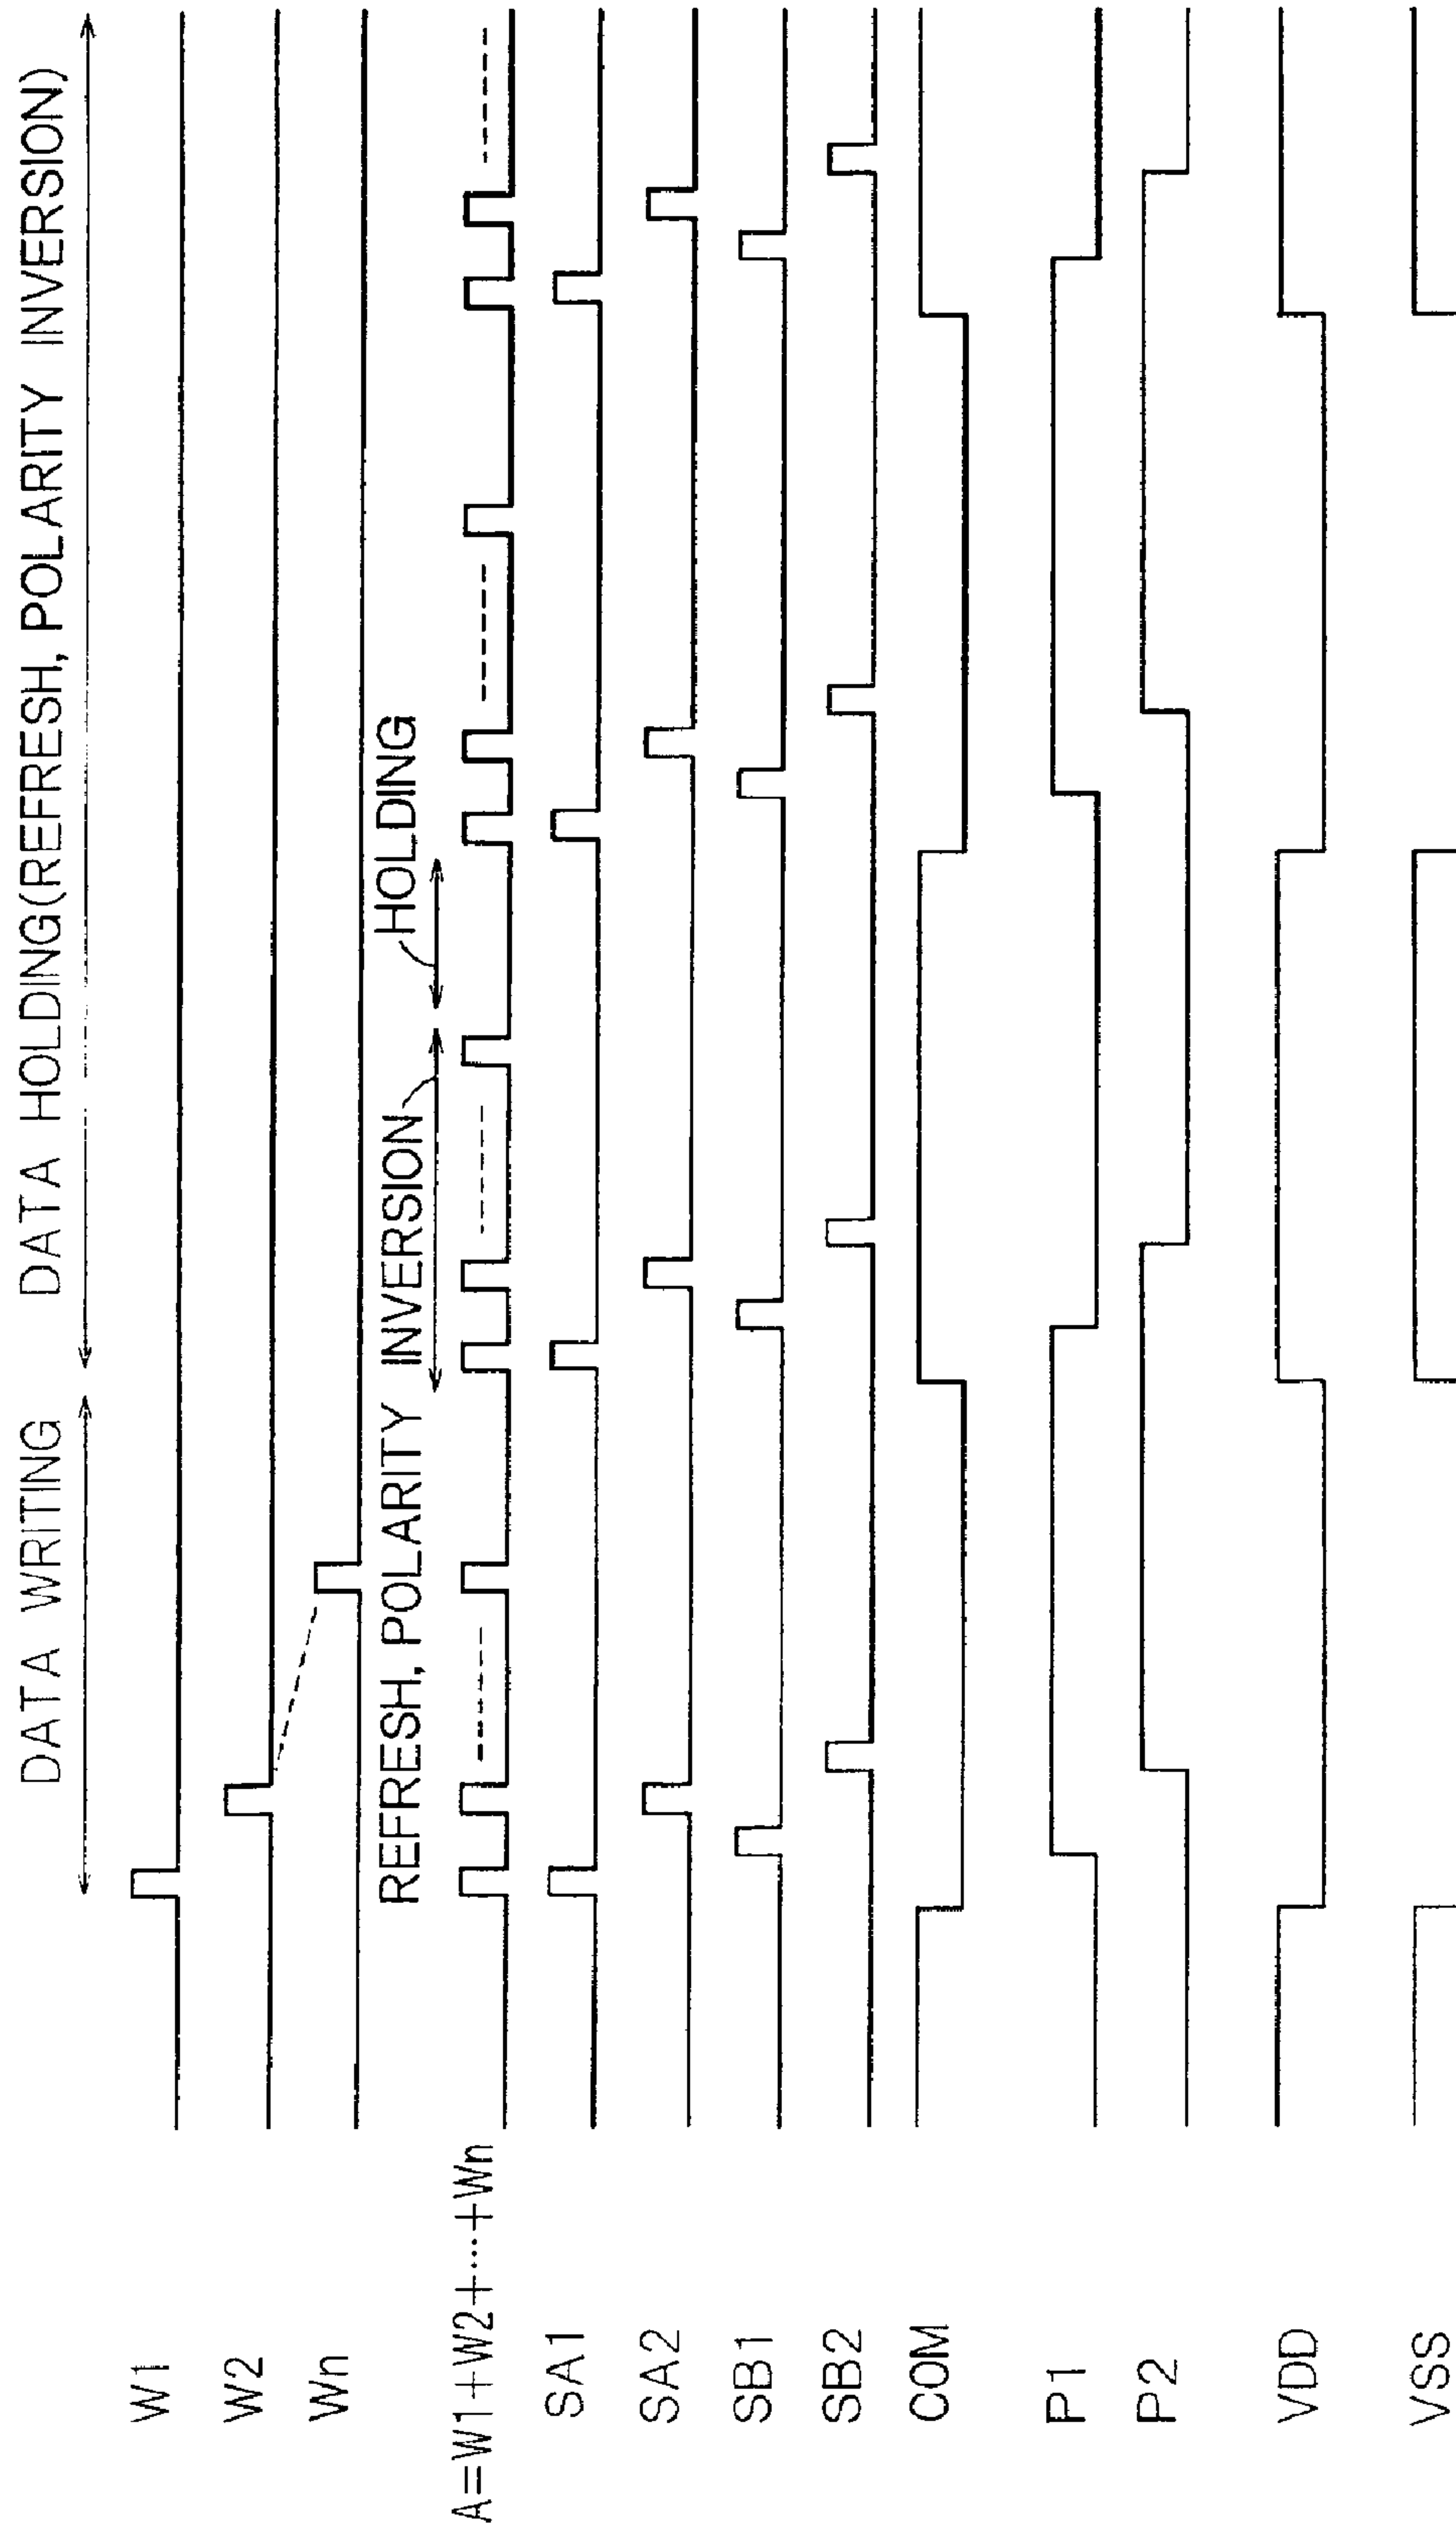 DATA WRITING
DATA HOLDING(REFRESH, POLARITY INVERSION)
W1
W2
Wn
REFRESH, POLARITY INVERSION
HOLDING
A=W1+W2+····+Wn
SA1
SA2
SB1
SB2
COM
P1
P2
VDD
VSS